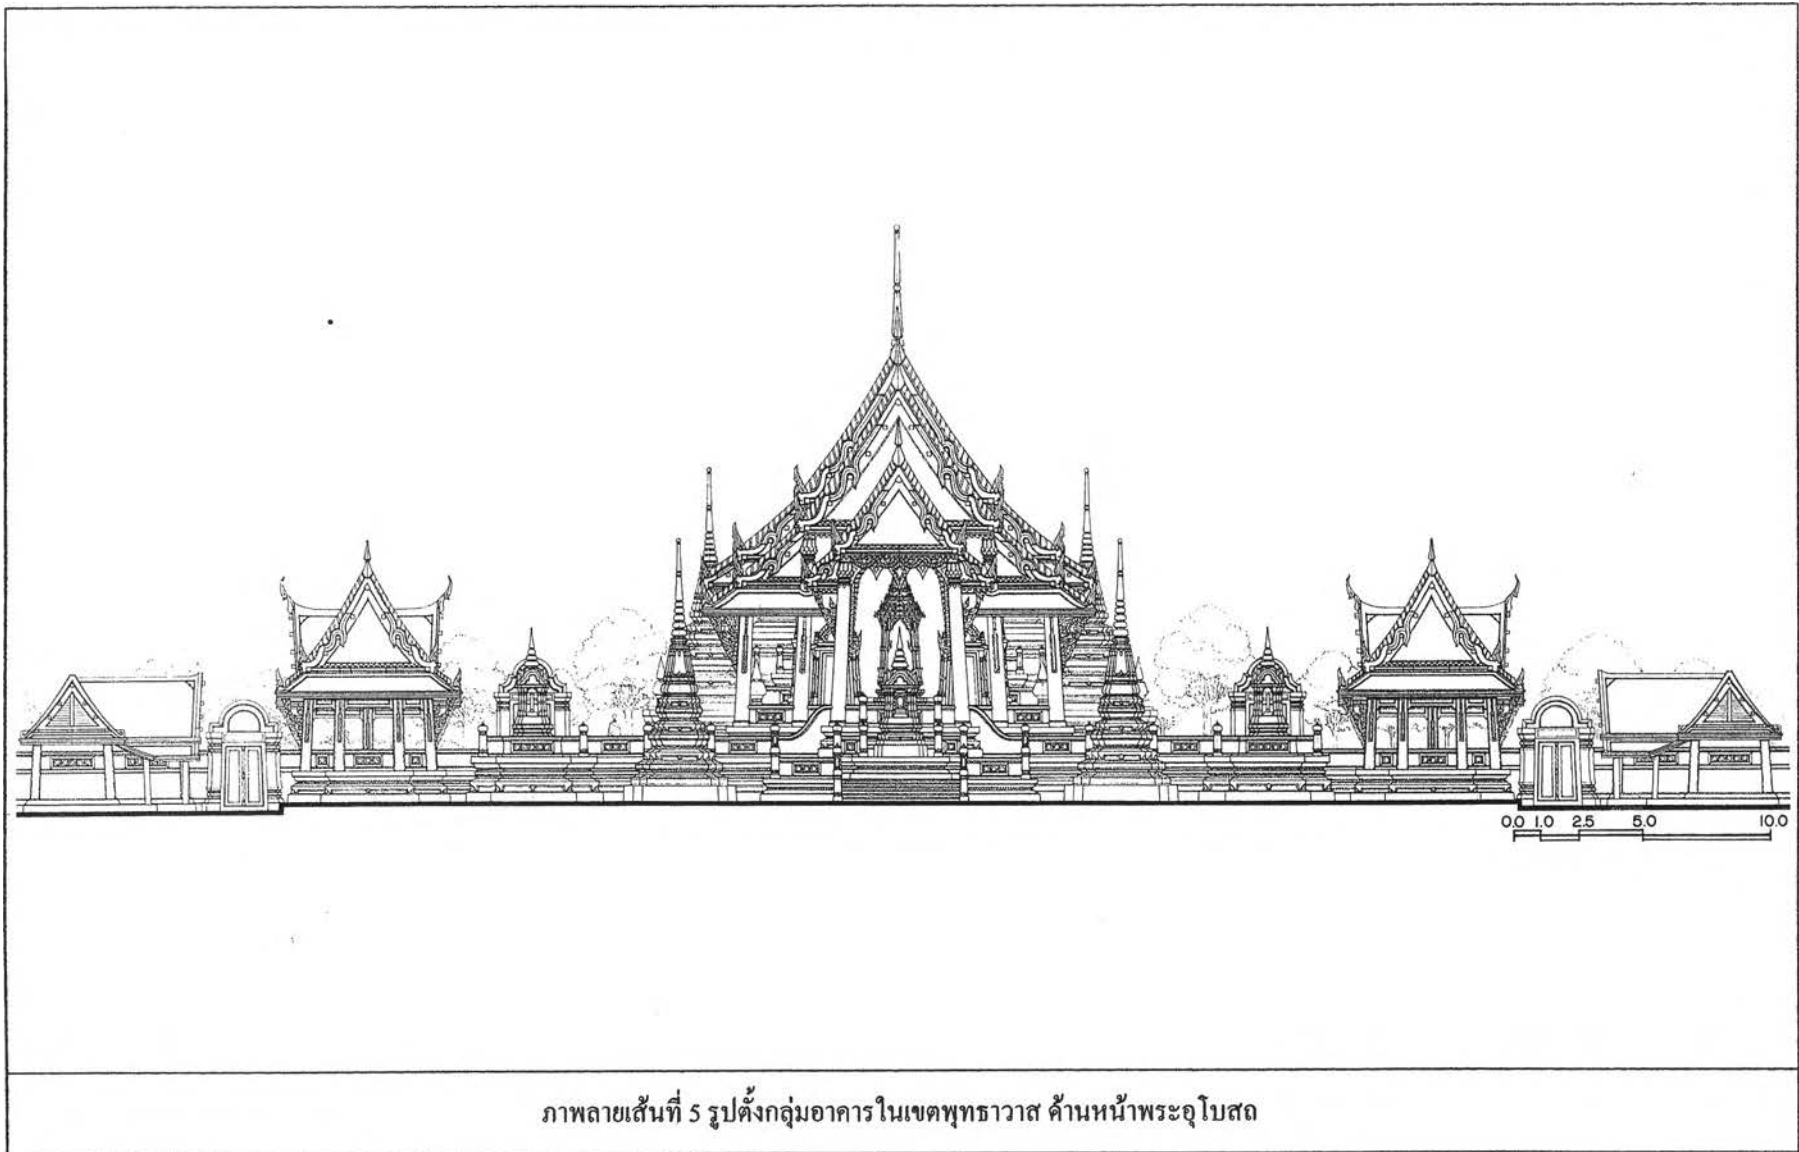 0.0 1.0 2.5 5.0 10.0
ภาพลายเส้นที่ 5 รูปตั้งกลุ่มอาคารในเขตพุทธาวาส ด้านหน้าพระอุโบสถ